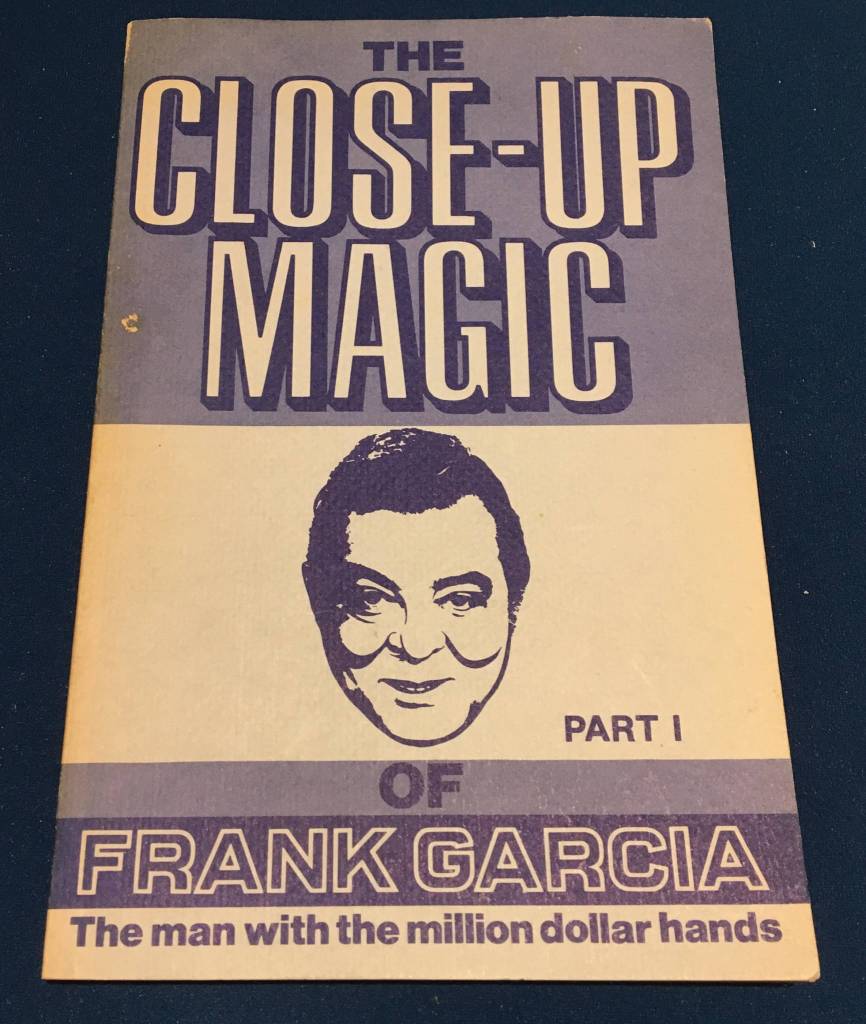 THE
CLOSE-UP
MAGIC
PART I
OF
FRANK GARCIA
The man with the million dollar hands